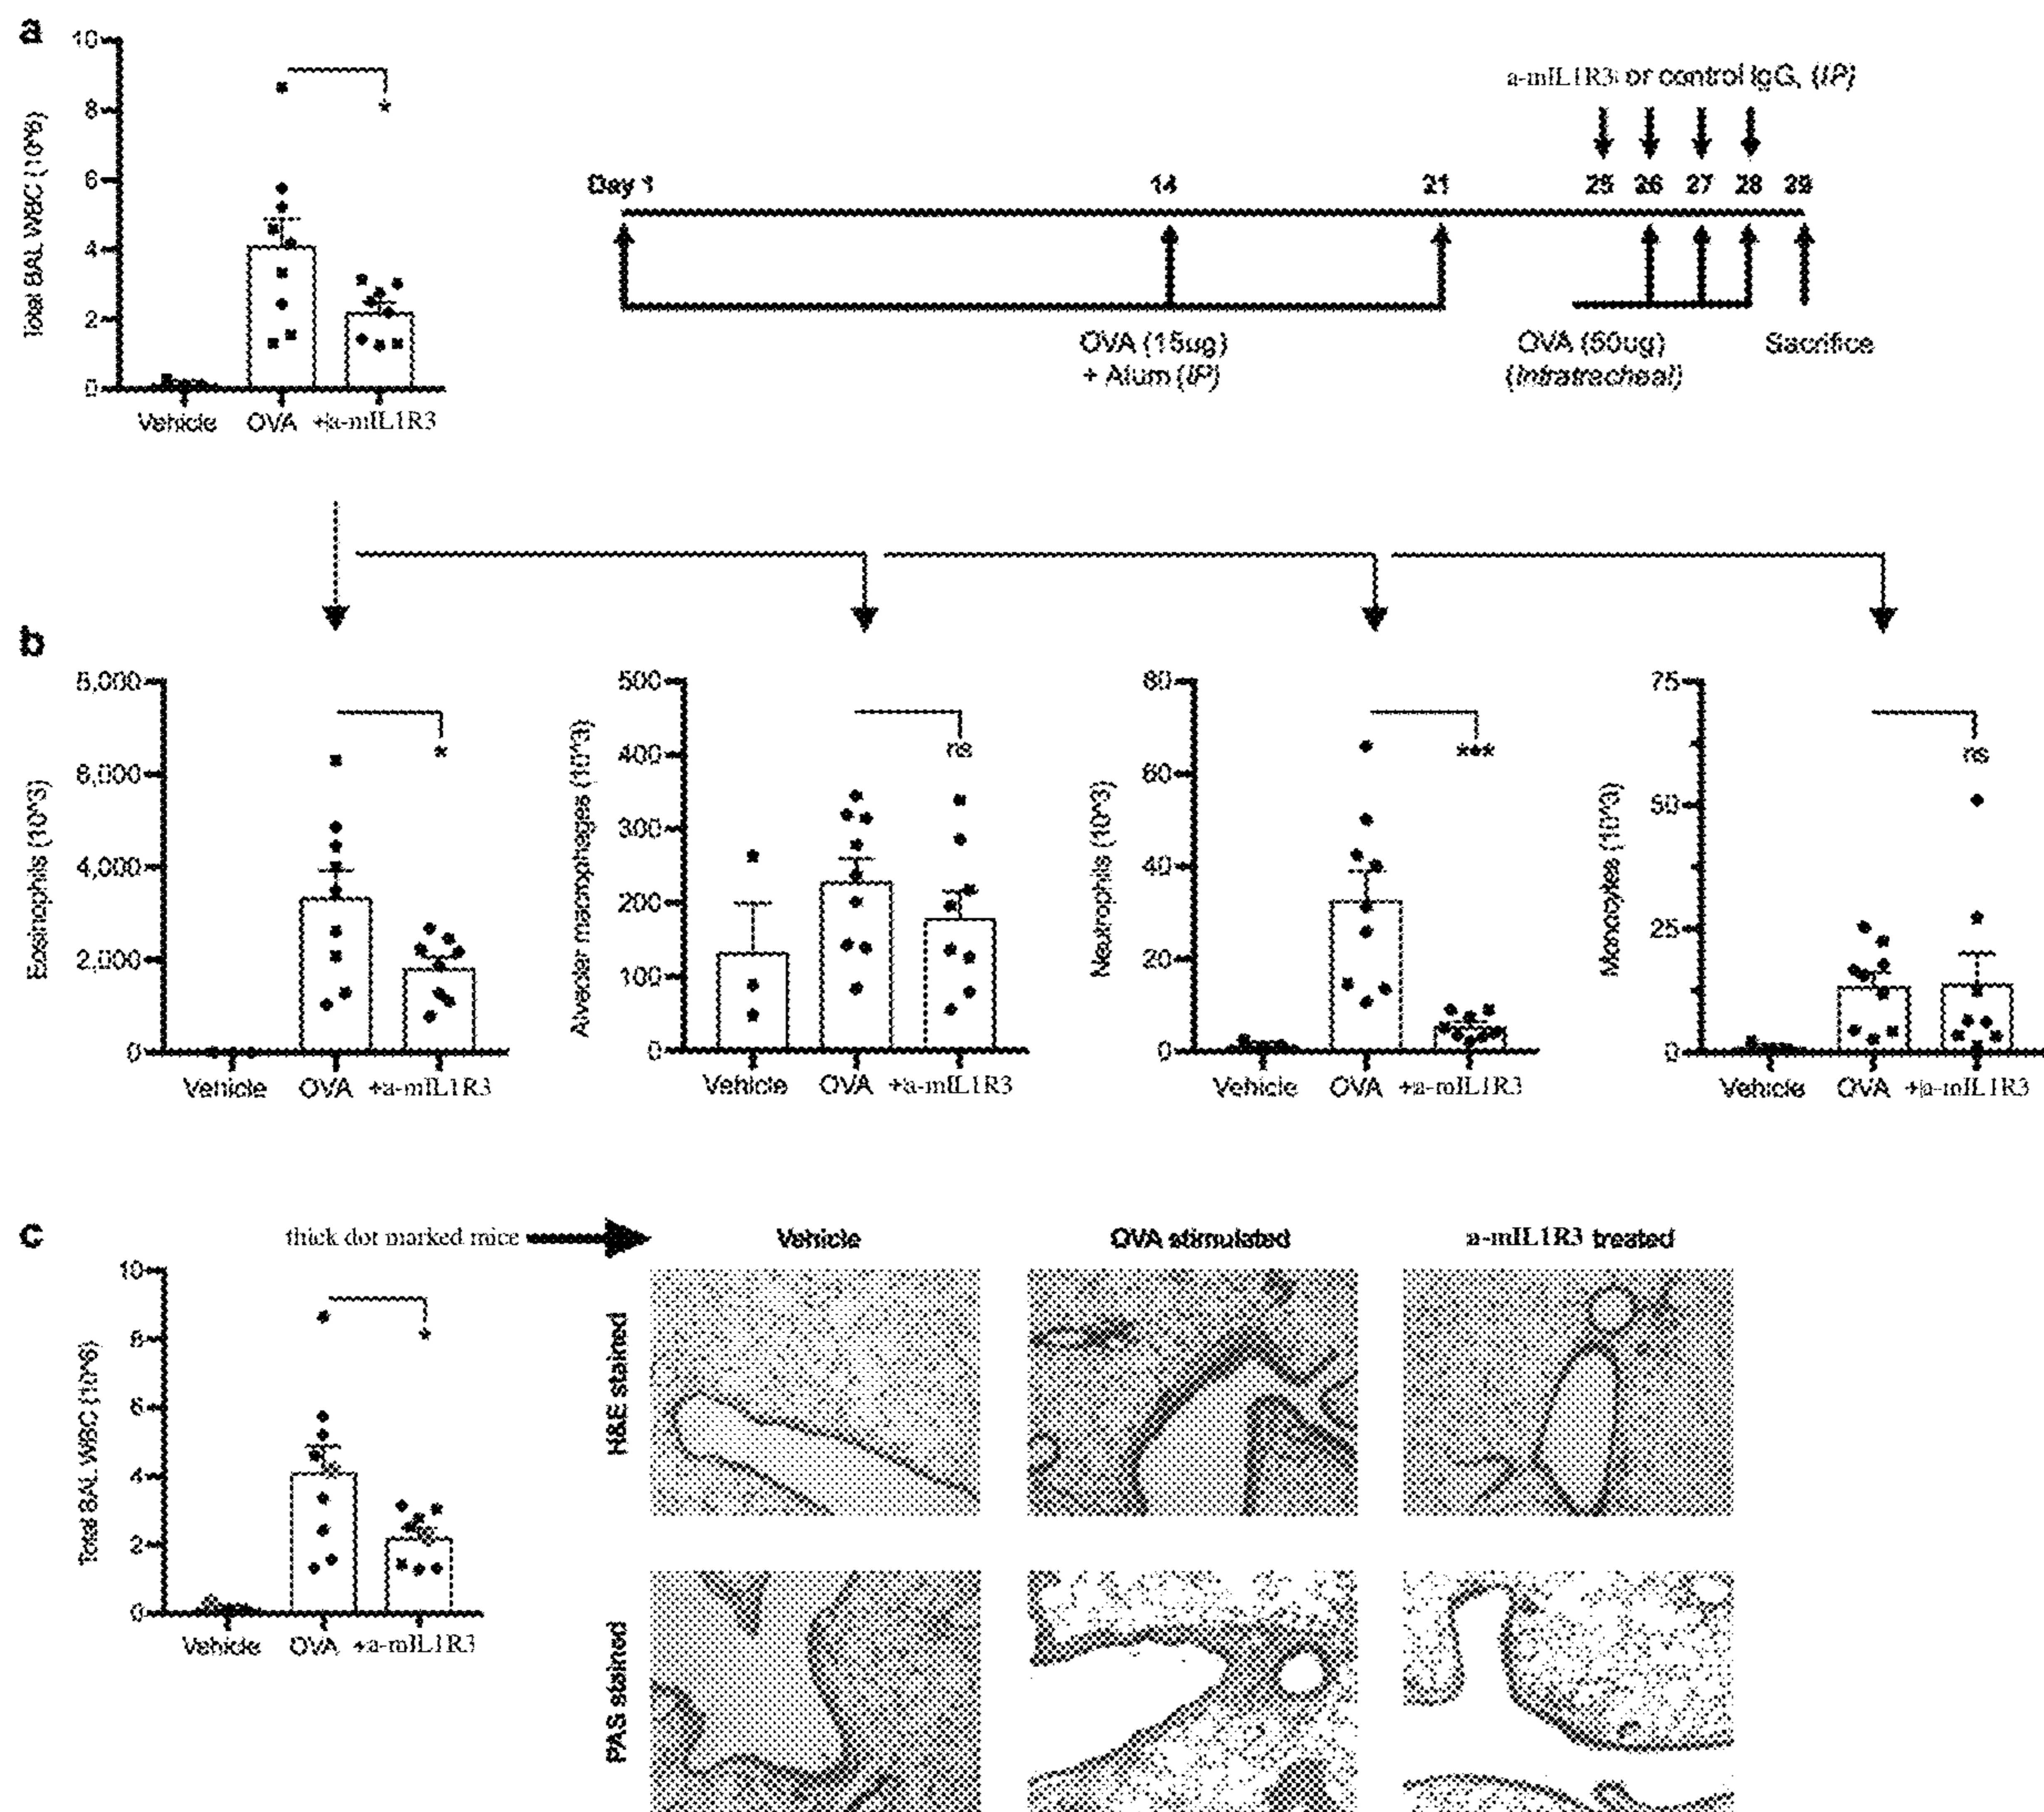 a
10
8
6
4
2
0
Total BAL WBC (10^6)
*
Vehicle OVA +a-mIL1R3
a-mIL1R3 or control IgG, (IP)
Day 1 14 21 25 26 27 28 29
OVA (15ug)
+ Alum (IP)
OVA (50ug)
(Intratracheal)
Sacrifice
b
8,000
6,000
4,000
2,000
0
Eosinophils (10^3)
*
Vehicle OVA +a-mIL1R3
500
400
300
200
100
0
Alveolar macrophages (10^3)
ns
Vehicle OVA +a-mIL1R3
80
60
40
20
0
Neutrophils (10^3)
***
Vehicle OVA +a-mIL1R3
75
50
25
0
Monocytes (10^3)
ns
Vehicle OVA +a-mIL1R3
c
10
8
6
4
2
0
Total BAL WBC (10^6)
*
Vehicle OVA +a-mIL1R3
thick dot marked mice
Vehicle OVA stimulated a-mIL1R3 treated
H&E stained
PAS stained